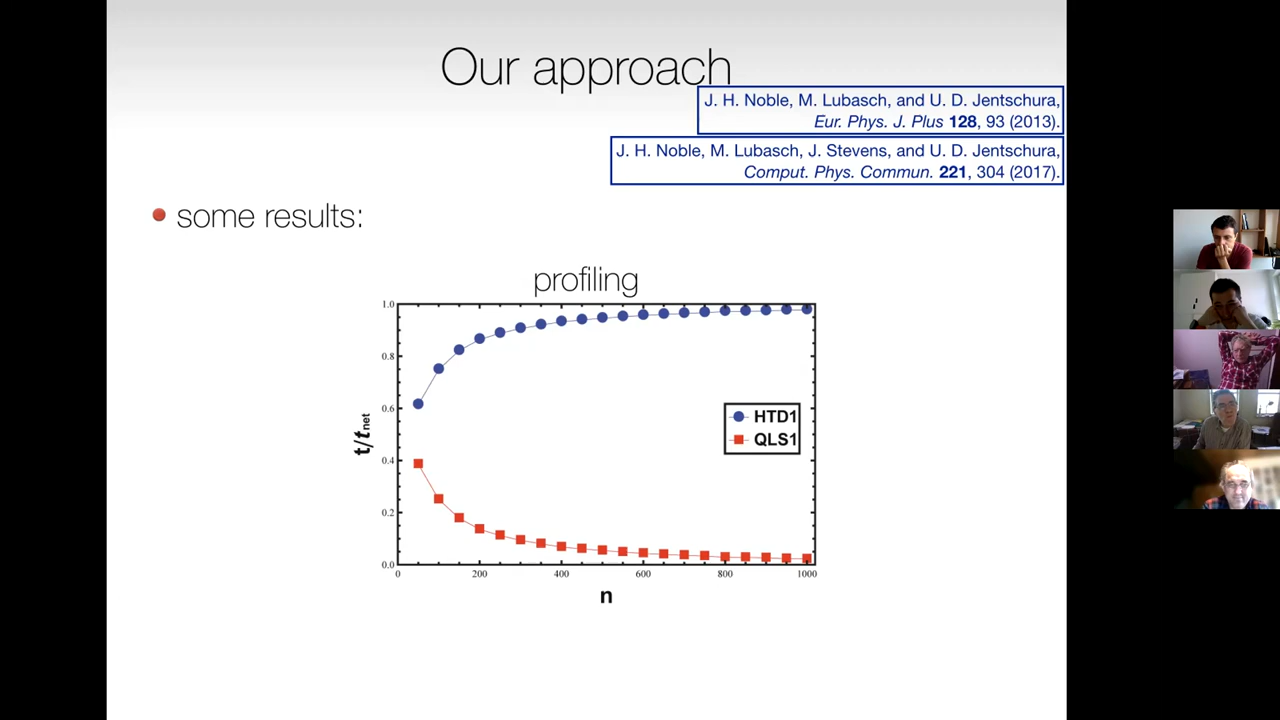 Our approach
J. H. Noble, M. Lubasch, and U. D. Jentschura,
Eur. Phys. J. Plus 128, 93 (2013).
J. H. Noble, M. Lubasch, J. Stevens, and U. D. Jentschura,
Comput. Phys. Commun. 221, 304 (2017).
some results:
profiling
1.0
0.8
0.6
0.4
0.2
0.0
t/tnet
HTD1
QLS1
0 200 400 600 800 1000
n